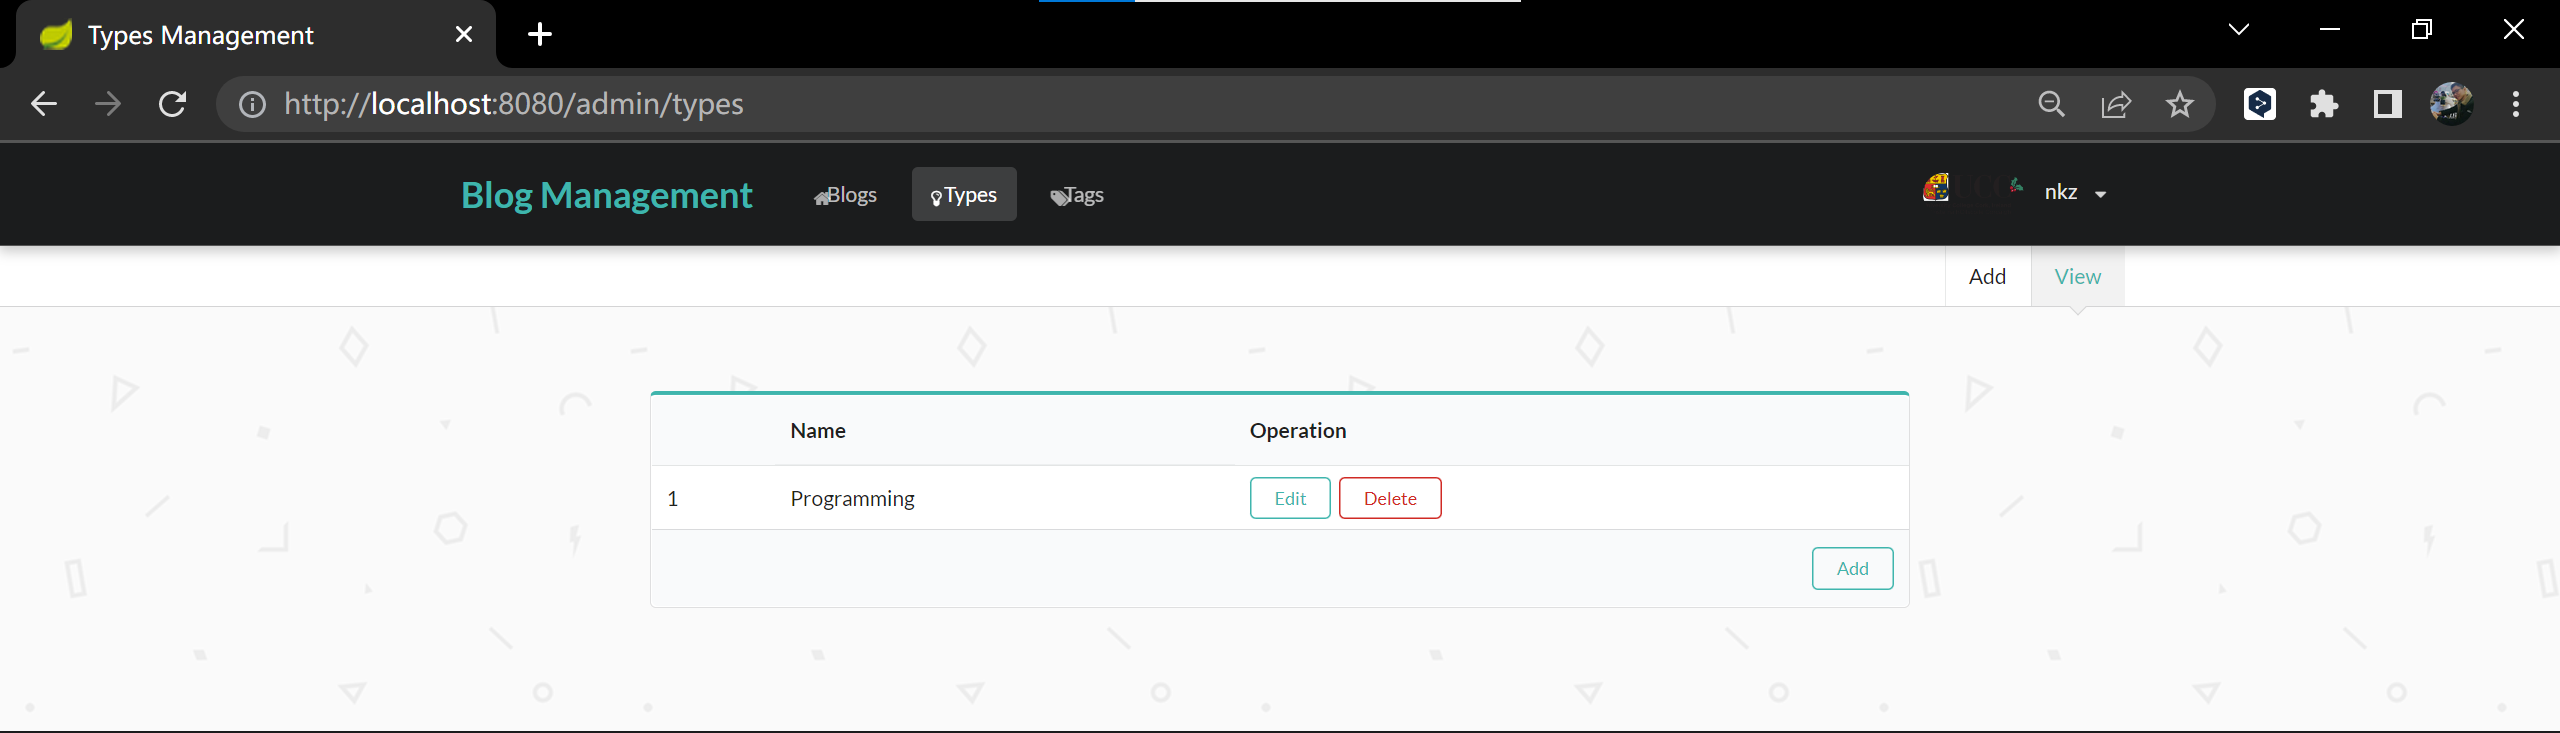 Types Management
http://localhost:8080/admin/types
Blog Management Blogs Types Tags nkz
Add View
Name Operation
1 Programming Edit Delete
Add